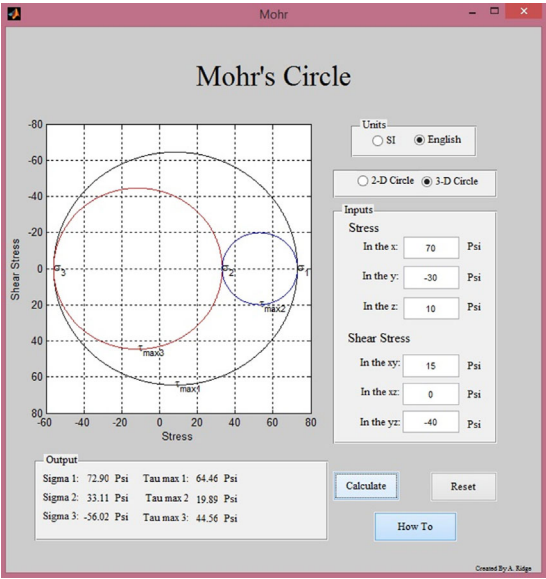 Mohr
Mohr's Circle
Units
SI English
2-D Circle 3-D Circle
Inputs
Stress
In the x: 70 Psi
In the y: -30 Psi
In the z: 10 Psi
Shear Stress
In the xy: 15 Psi
In the xz: 0 Psi
In the yz: -40 Psi
-80
-60
-40
-20
0
20
40
60
80
Shear Stress
σ3 σ2 σ1
τmax2
τmax3
τmax1
-60 -40 -20 0 20 40 60 80
Stress
Output
Sigma 1: 72.90 Psi Tau max 1: 64.46 Psi
Sigma 2: 33.11 Psi Tau max 2 19.89 Psi
Sigma 3: -56.02 Psi Tau max 3: 44.56 Psi
Calculate Reset
How To
Created By A. Ridge